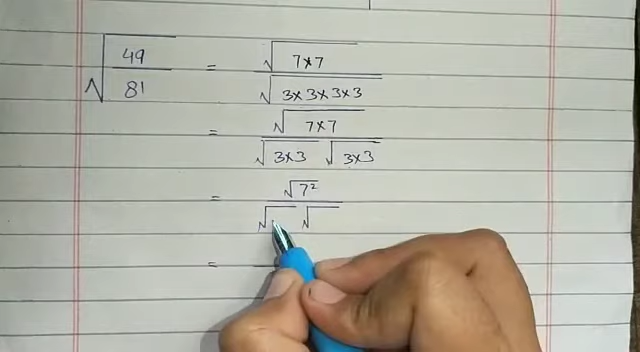 √(49/81) = √(7×7) / √(3×3×3×3)
= √(7×7) / √(3×3) √(3×3)
= √(7²) / √ √
=